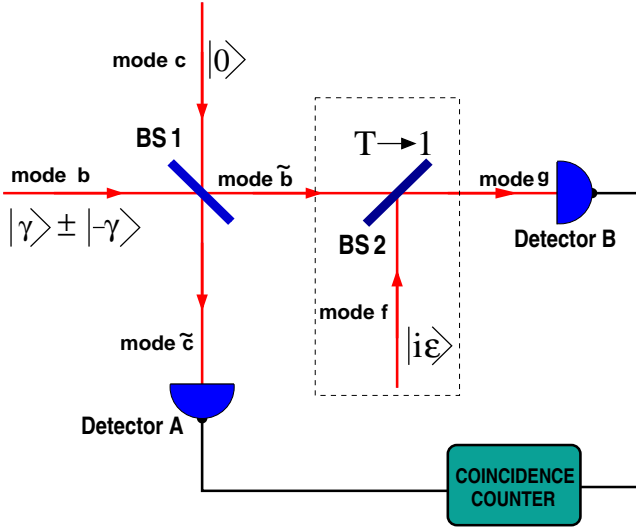 mode c |0⟩
BS 1
T→1
mode b
mode b̃
mode g
|γ⟩ ± |−γ⟩
BS 2
Detector B
mode f
mode c̃
|iε⟩
Detector A
COINCIDENCE
COUNTER